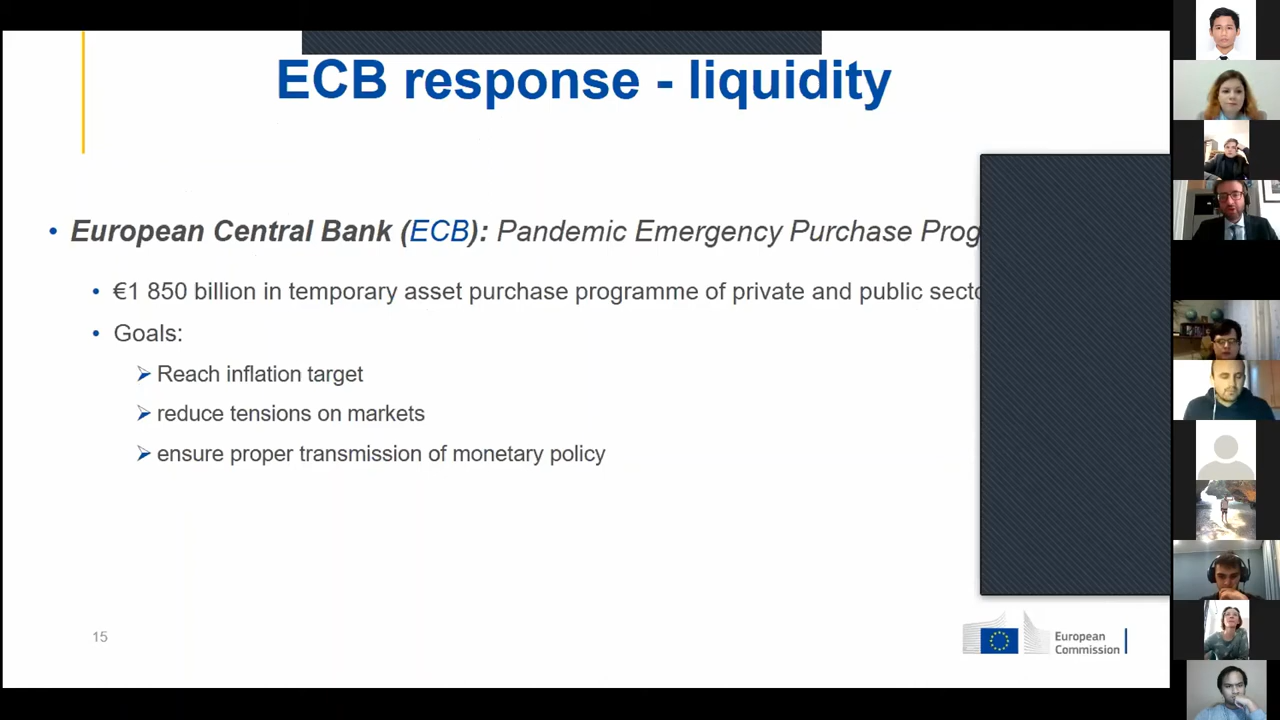 ECB response - liquidity
• European Central Bank (ECB): Pandemic Emergency Purchase Prog
• €1 850 billion in temporary asset purchase programme of private and public secto
• Goals:
➢ Reach inflation target
➢ reduce tensions on markets
➢ ensure proper transmission of monetary policy
15
European
Commission